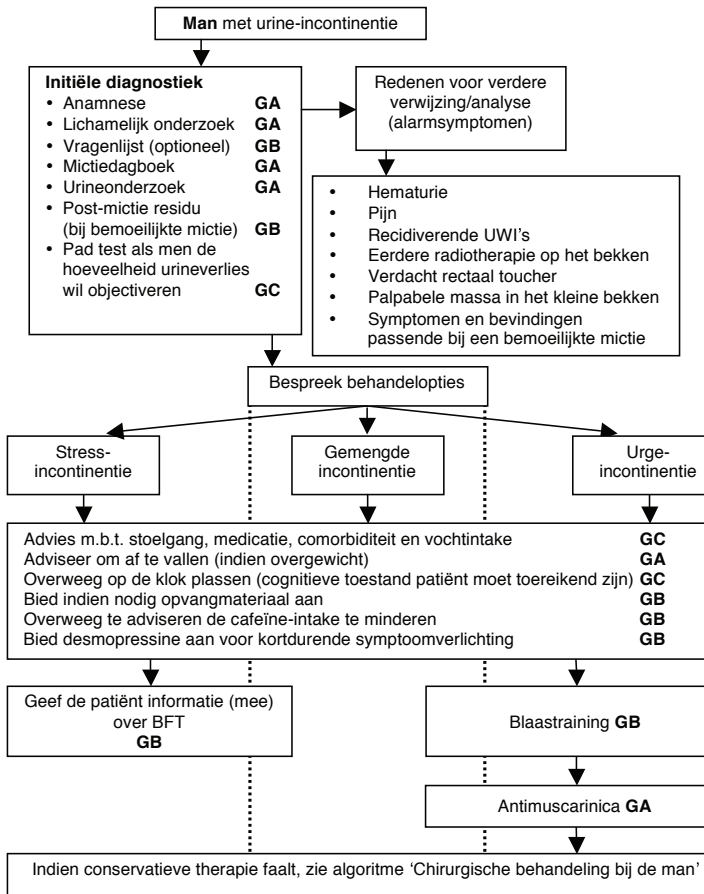 Man met urine-incontinentie
Initiële diagnostiek
• Anamnese GA
• Lichamelijk onderzoek GA
• Vragenlijst (optioneel) GB
• Mictiedagboek GA
• Urineonderzoek GA
• Post-mictie residu
(bij bemoeilijkte mictie) GB
• Pad test als men de
hoeveelheid urineverlies
wil objectiveren GC
Redenen voor verdere
verwijzing/analyse
(alarmsymptomen)
• Hematurie
• Pijn
• Recidiverende UWI's
• Eerdere radiotherapie op het bekken
• Verdacht rectaal toucher
• Palpabele massa in het kleine bekken
• Symptomen en bevindingen
passende bij een bemoeilijkte mictie
Bespreek behandelopties
Stress-
incontinentie
Gemengde
incontinentie
Urge-
incontinentie
Advies m.b.t. stoelgang, medicatie, comorbiditeit en vochtintake GC
Adviseer om af te vallen (indien overgewicht) GA
Overweeg op de klok plassen (cognitieve toestand patiënt moet toereikend zijn) GC
Bied indien nodig opvangmateriaal aan GB
Overweeg te adviseren de cafeïne-intake te minderen GB
Bied desmopressine aan voor kortdurende symptoomverlichting GB
Geef de patiënt informatie (mee)
over BFT
GB
Blaastraining GB
Antimuscarinica GA
Indien conservatieve therapie faalt, zie algoritme ‘Chirurgische behandeling bij de man’